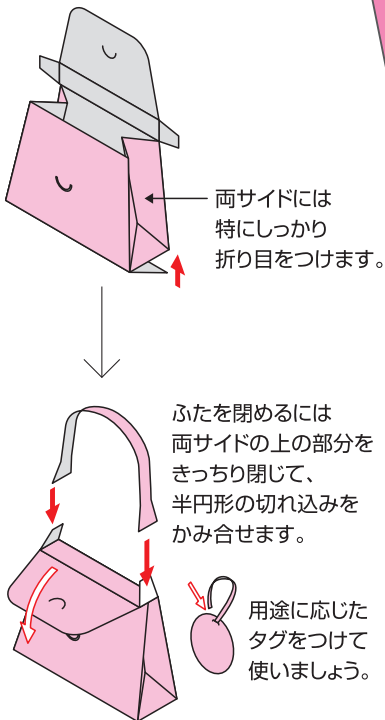 両サイドには
特にしっかり
折り目をつけます。
ふたを閉めるには
両サイドの上の部分を
きっちり閉じて、
半円形の切れ込みを
かみ合せます。
用途に応じた
タグをつけて
使いましょう。